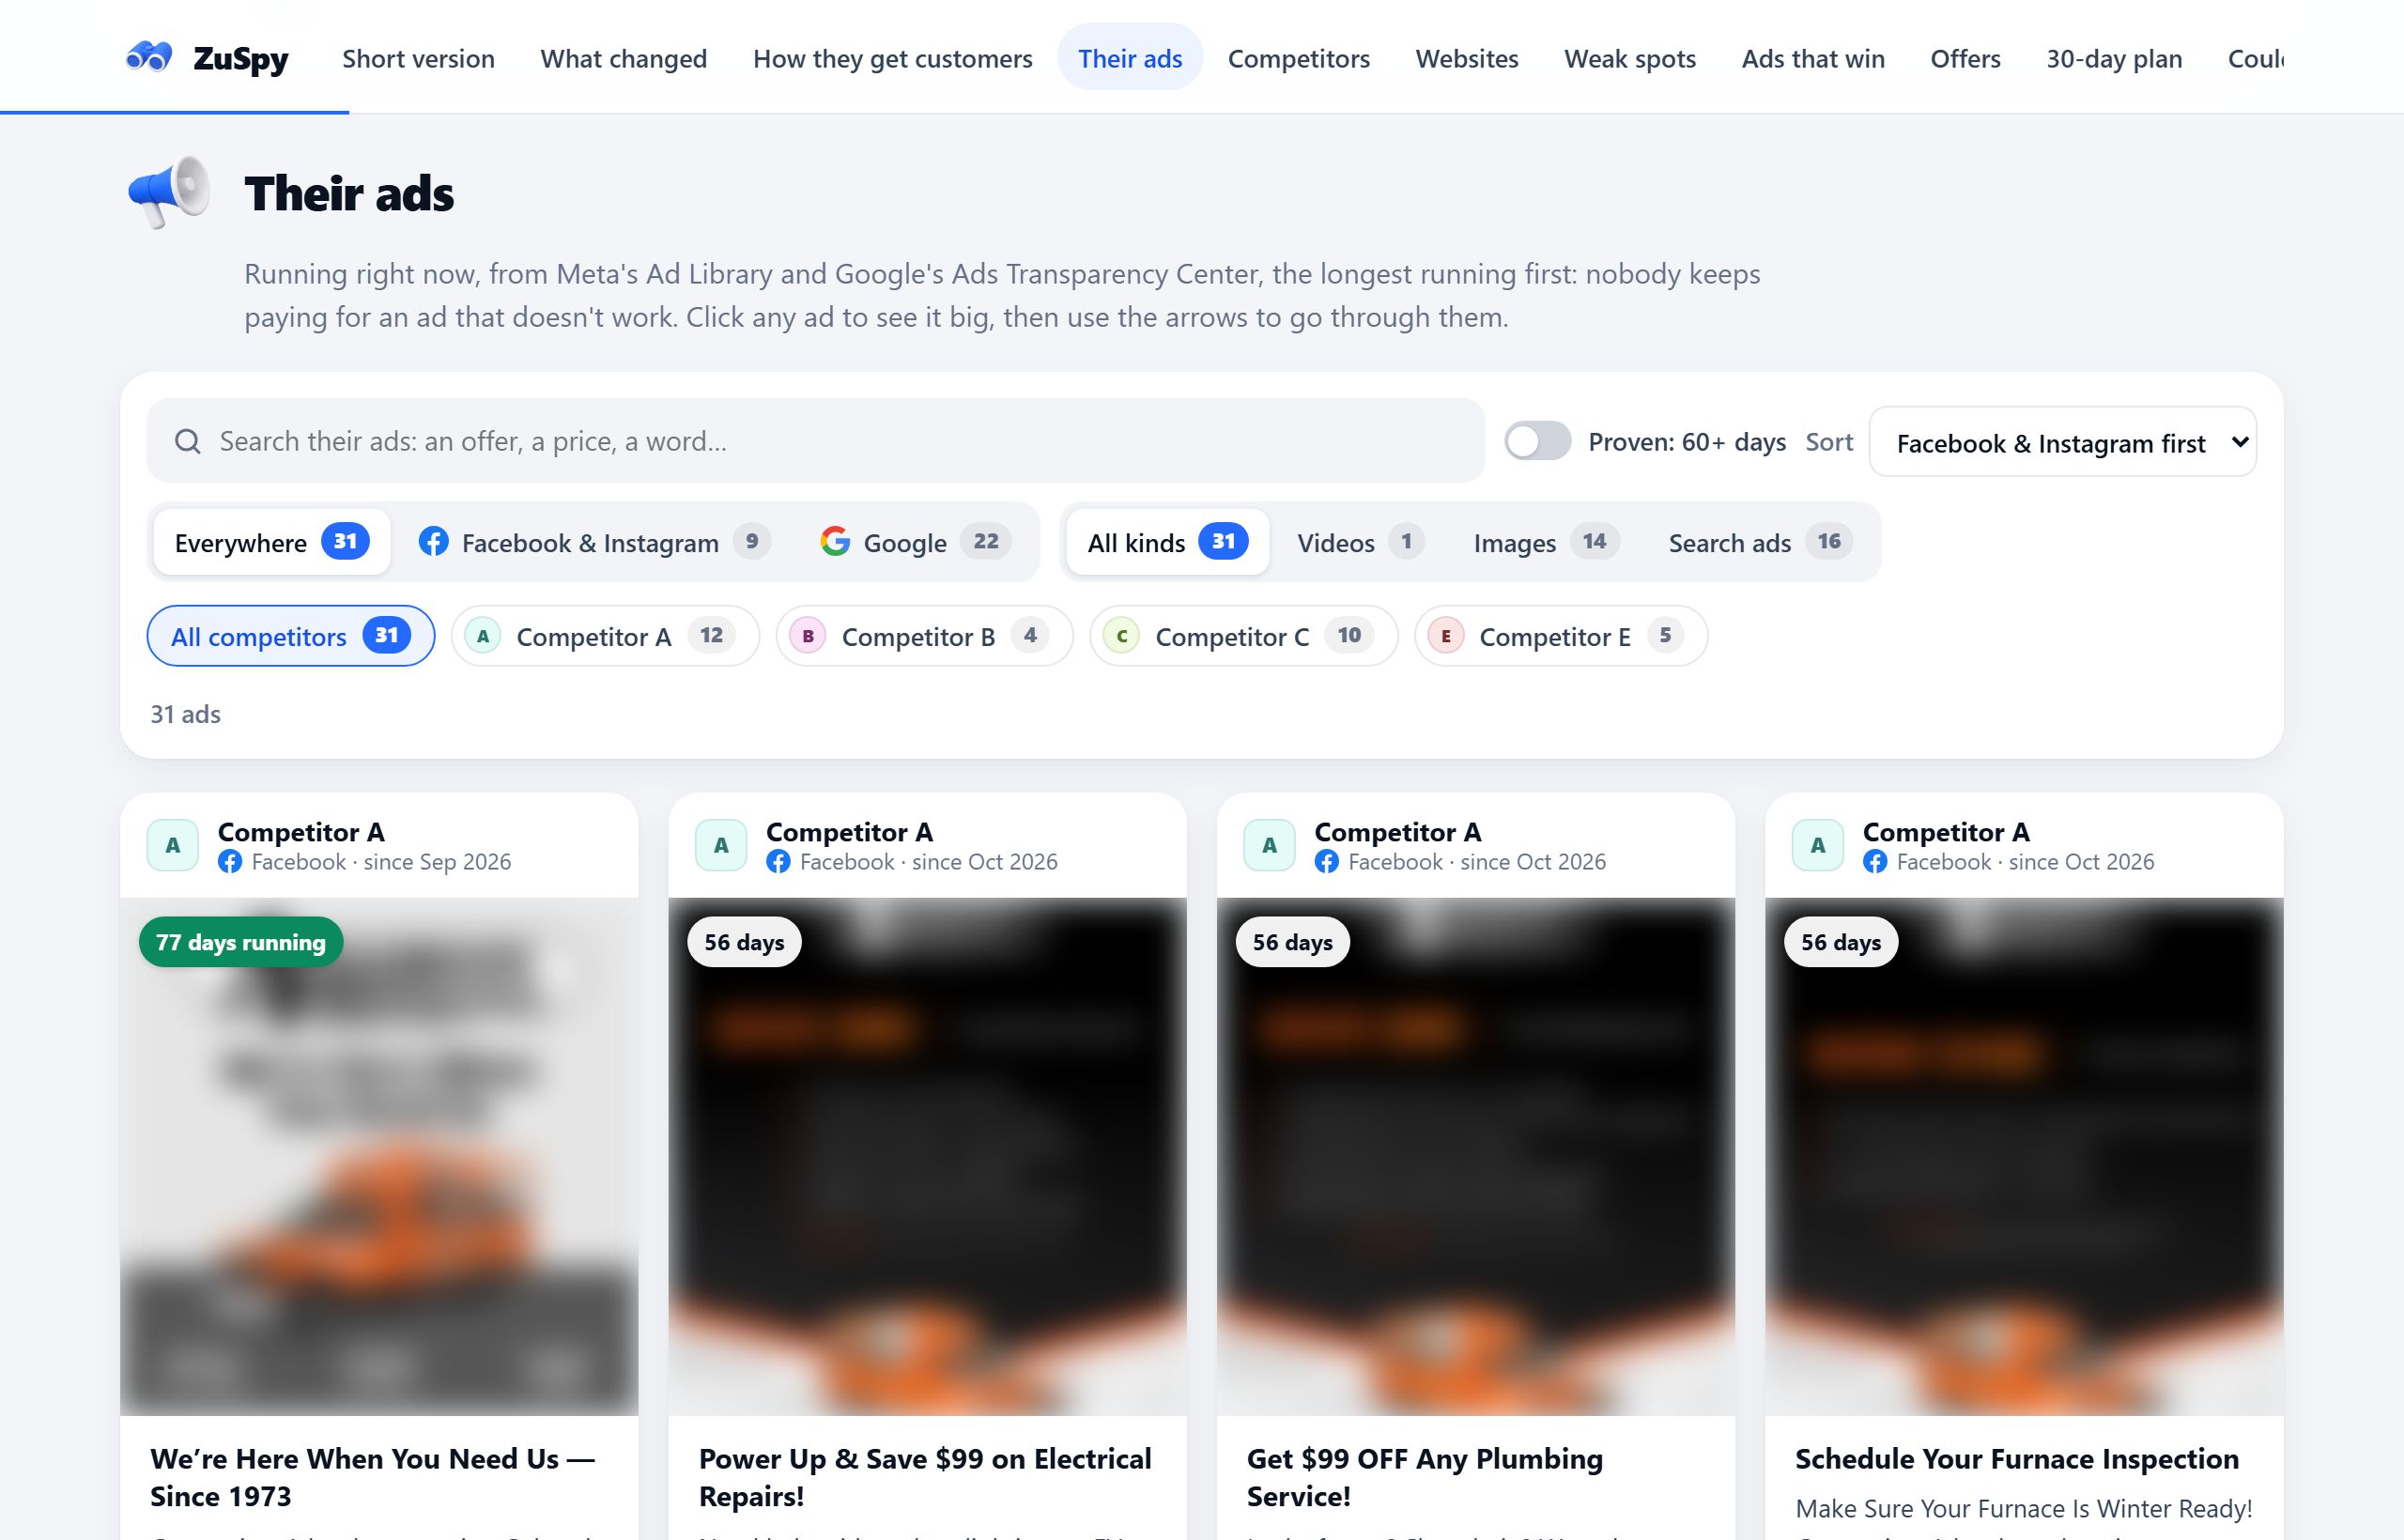 ZuSpy
Short version
What changed
How they get customers
Their ads
Competitors
Websites
Weak spots
Ads that win
Offers
30-day plan
Their ads
Running right now, from Meta's Ad Library and Google's Ads Transparency Center, the longest running first: nobody keeps
paying for an ad that doesn't work. Click any ad to see it big, then use the arrows to go through them.
Search their ads: an offer, a price, a word...
Proven: 60+ days
Sort
Facebook & Instagram first
Everywhere 31
Facebook & Instagram 9
Google 22
All kinds 31
Videos 1
Images 14
Search ads 16
All competitors 31
A Competitor A 12
B Competitor B 4
C Competitor C 10
E Competitor E 5
31 ads
A
Competitor A
Facebook · since Sep 2026
77 days running
We’re Here When You Need Us —
Since 1973
A
Competitor A
Facebook · since Oct 2026
56 days
Power Up & Save $99 on Electrical
Repairs!
A
Competitor A
Facebook · since Oct 2026
56 days
Get $99 OFF Any Plumbing
Service!
A
Competitor A
Facebook · since Oct 2026
56 days
Schedule Your Furnace Inspection
Make Sure Your Furnace Is Winter Ready!